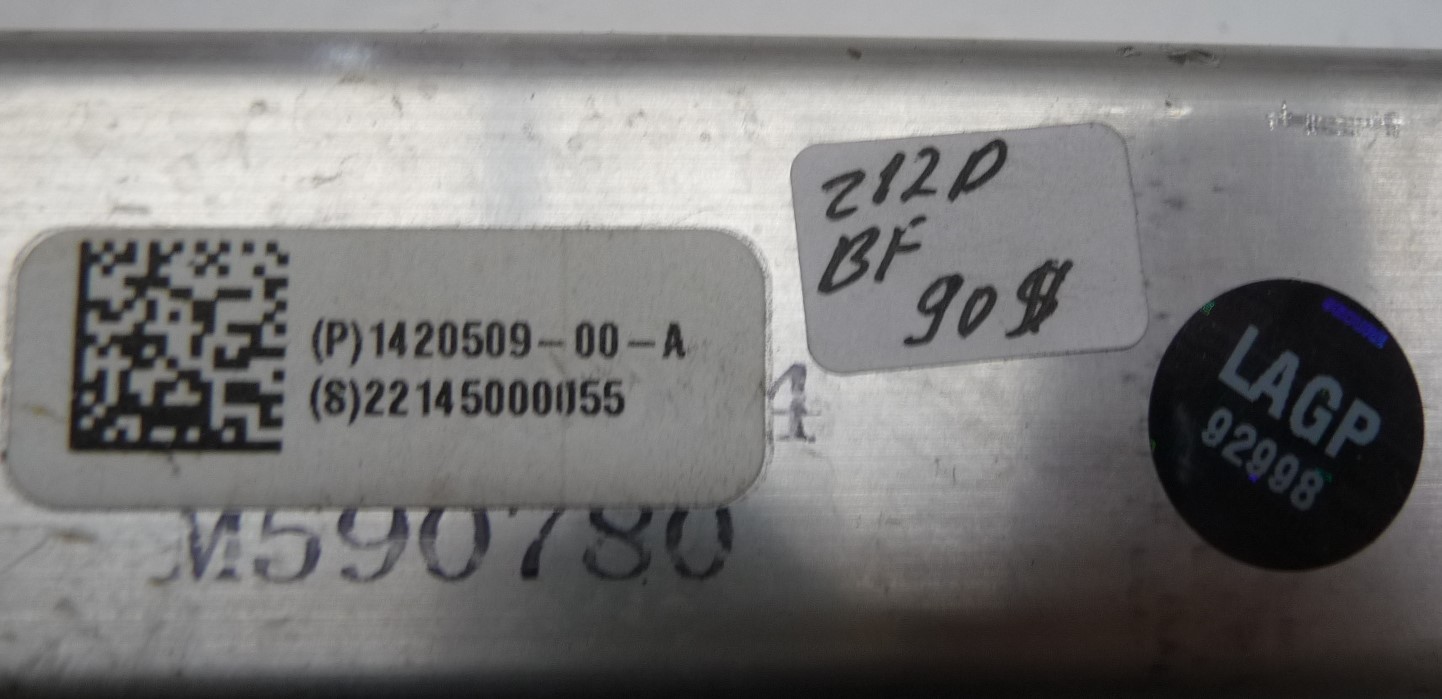 (P)1420509-00-A
(S)22145000055
212D
BF
90$
LAGP
92998
4
M590780